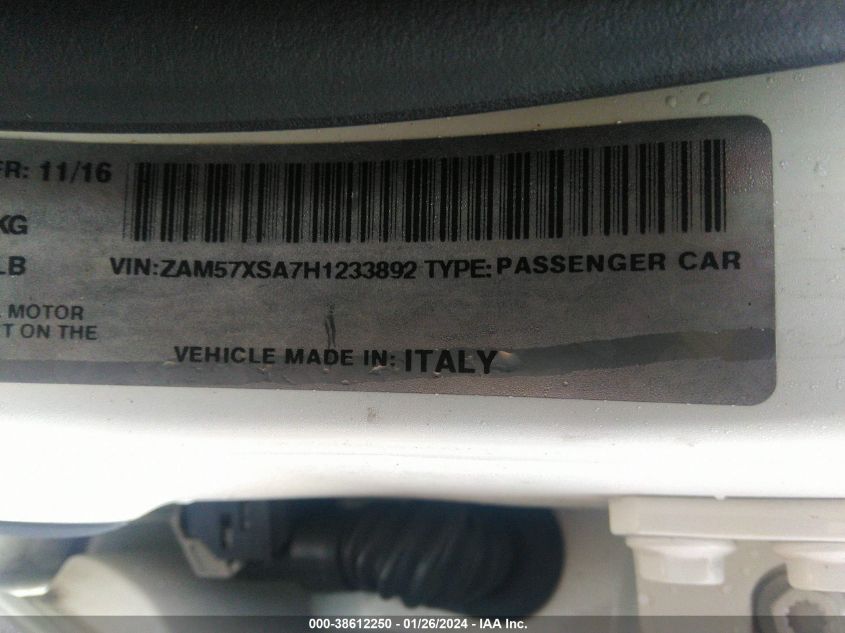 FR: 11/16
KG
LB
VIN:ZAM57XSA7H1233892 TYPE:PASSENGER CAR
MOTOR
T ON THE
VEHICLE MADE IN: ITALY
000-38612250 - 01/26/2024 - IAA Inc.